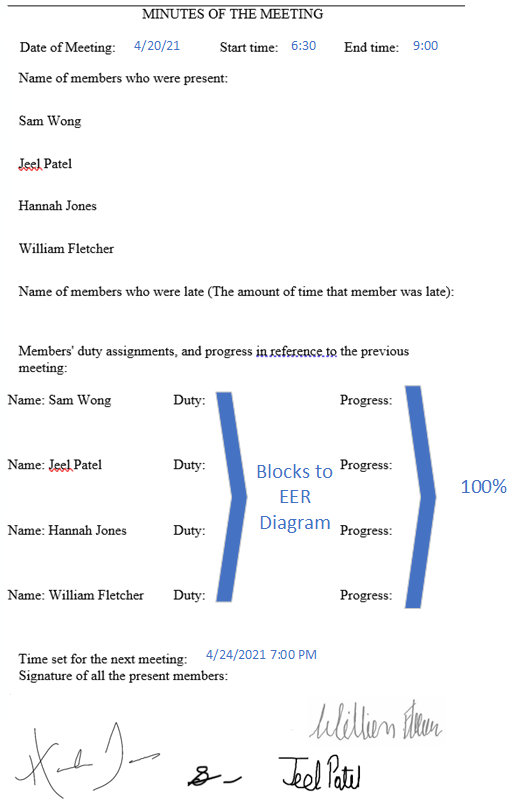 MINUTES OF THE MEETING
Date of Meeting: 4/20/21 Start time: 6:30 End time: 9:00
Name of members who were present:
Sam Wong
Jeel Patel
Hannah Jones
William Fletcher
Name of members who were late (The amount of time that member was late):
Members' duty assignments, and progress in reference to the previous
meeting:
Name: Sam Wong Duty: Progress:
Name: Jeel Patel Duty: Progress:
Blocks to
EER
Diagram
100%
Name: Hannah Jones Duty: Progress:
Name: William Fletcher Duty: Progress:
Time set for the next meeting: 4/24/2021 7:00 PM
Signature of all the present members:
Jeel Patel